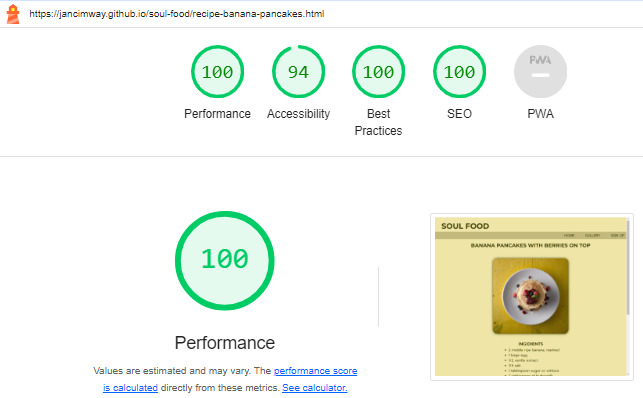 https://jancimway.github.io/soul-food/recipe-banana-pancakes.html
100 94 100 100 PWA
Performance Accessibility Best Practices SEO PWA
100
Performance
Values are estimated and may vary. The performance score
is calculated directly from these metrics. See calculator.
SOUL FOOD
HOME GALLERY SIGN UP
BANANA PANCAKES WITH BERRIES ON TOP
INGDIENTS